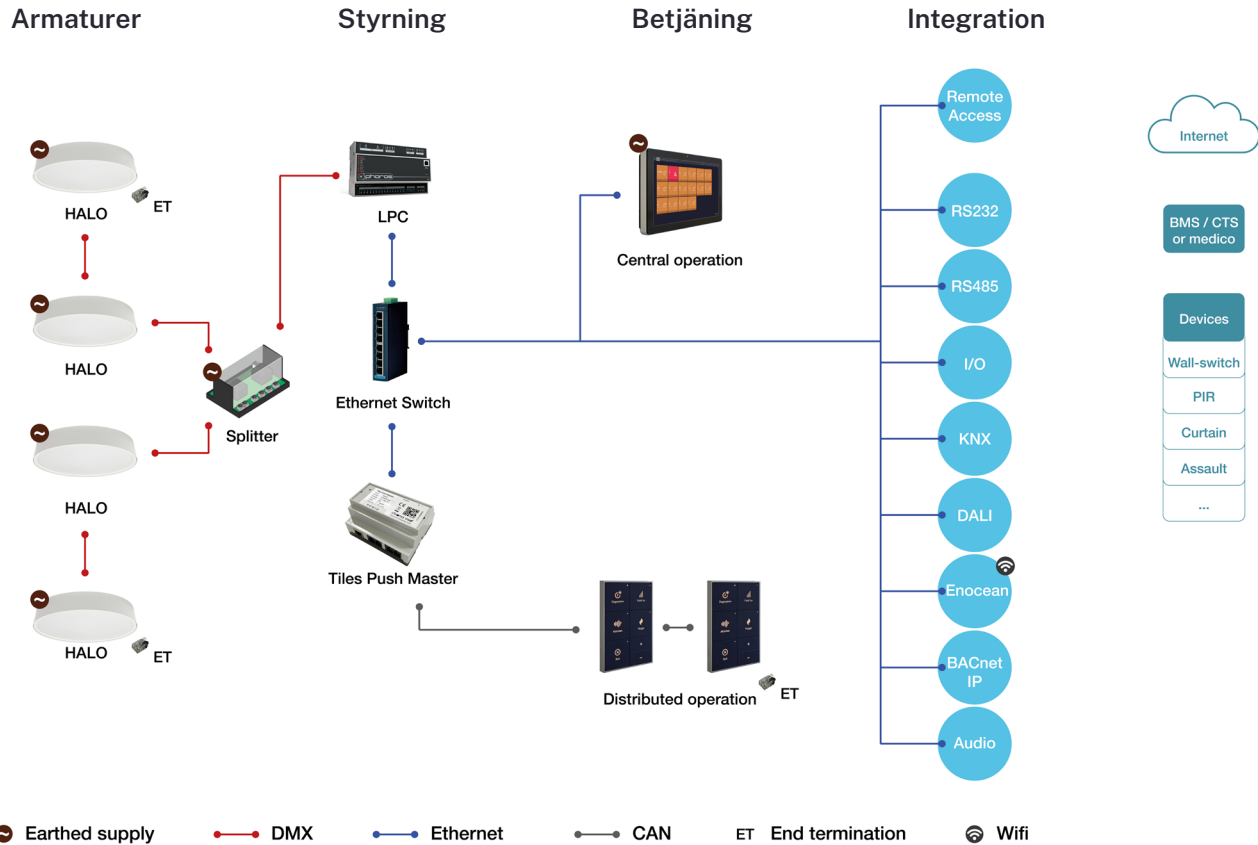 Armaturer
Styrning
Betjäning
Integration
HALO
ET
HALO
HALO
HALO
ET
Splitter
LPC
Ethernet Switch
Tiles Push Master
Central operation
Distributed operation
ET
Remote
Access
RS232
RS485
I/O
KNX
DALI
Enocean
BACnet
IP
Audio
Internet
BMS / CTS
or medico
Devices
Wall-switch
PIR
Curtain
Assault
...
Earthed supply
DMX
Ethernet
CAN
ET End termination
Wifi